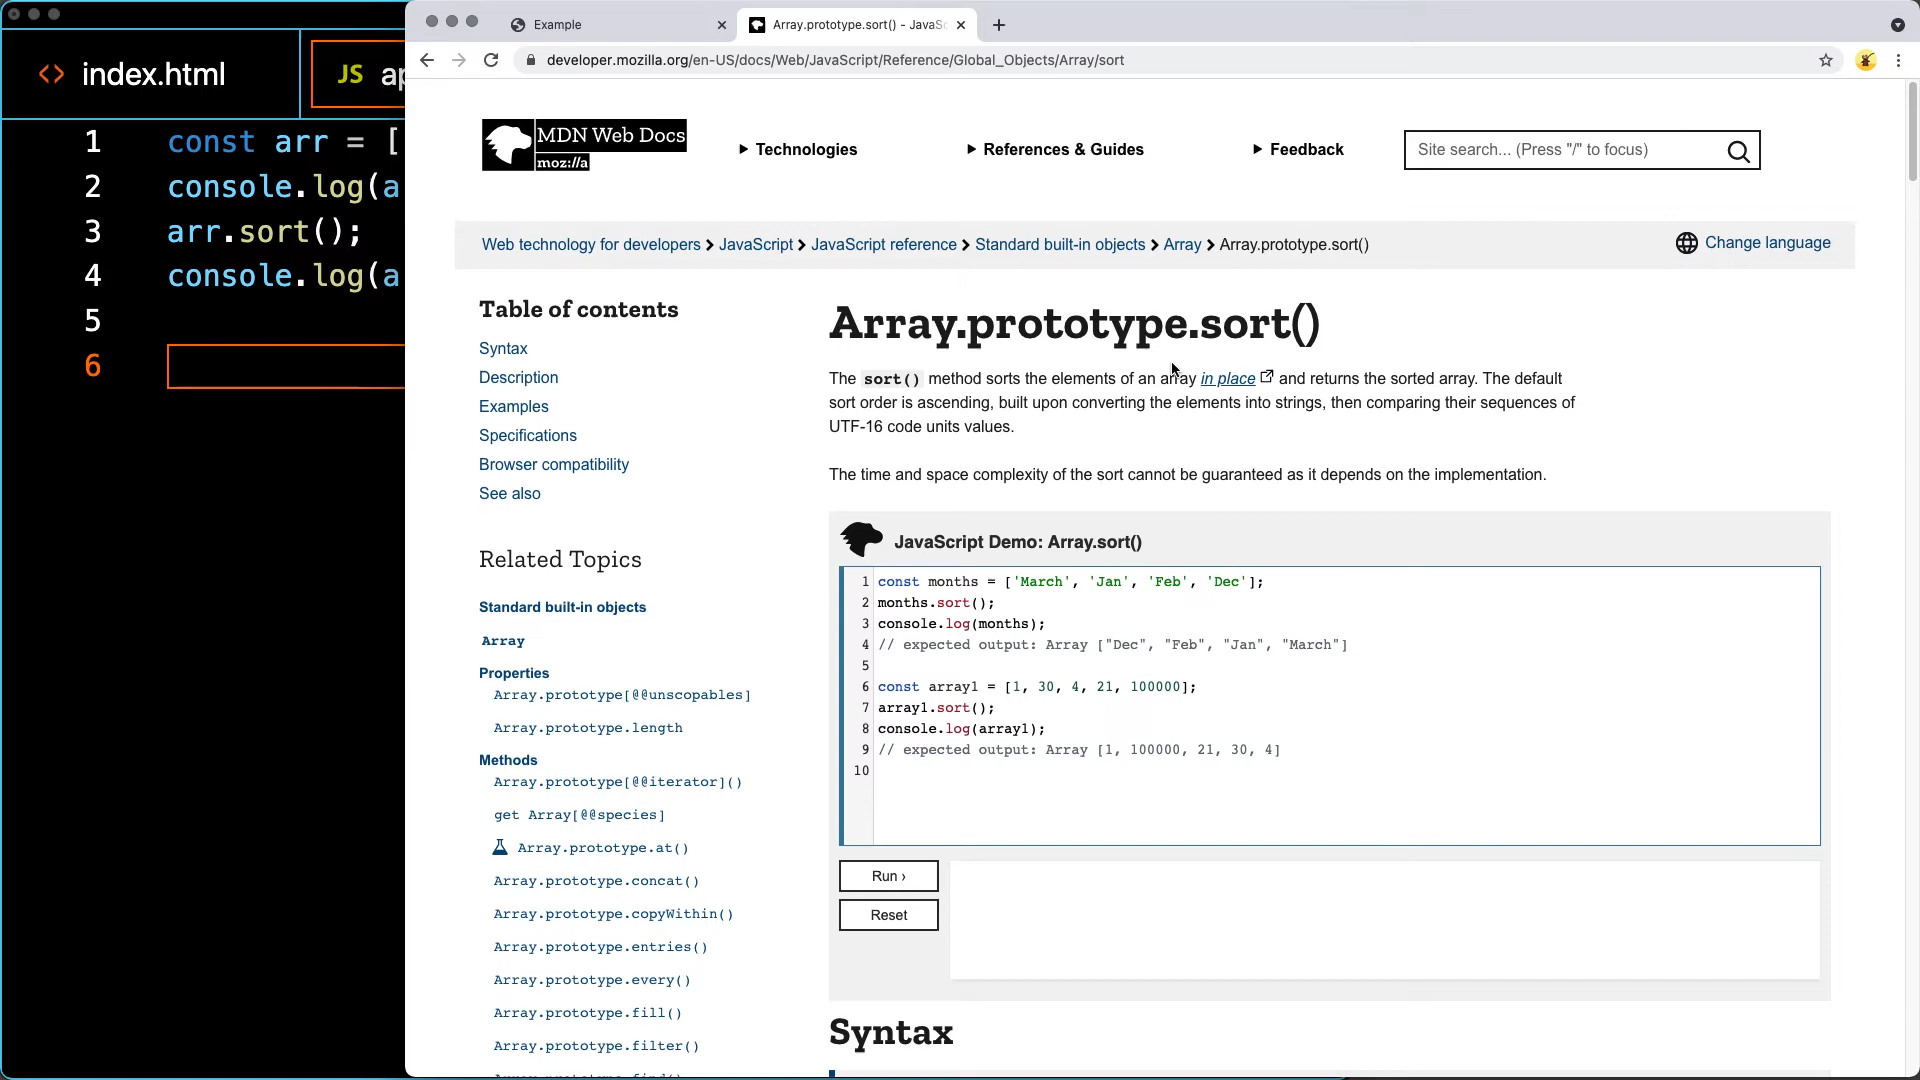 Example
Array.prototype.sort() - JavaSc
developer.mozilla.org/en-US/docs/Web/JavaScript/Reference/Global_Objects/Array/sort
<> index.html
JS ap
1 const arr = [
2 console.log(a
3 arr.sort();
4 console.log(a
5
6
MDN Web Docs
moz://a
Technologies
References & Guides
Feedback
Site search... (Press "/" to focus)
Web technology for developers > JavaScript > JavaScript reference > Standard built-in objects > Array > Array.prototype.sort()
Change language
Table of contents
Syntax
Description
Examples
Specifications
Browser compatibility
See also
Related Topics
Standard built-in objects
Array
Properties
Array.prototype[@@unscopables]
Array.prototype.length
Methods
Array.prototype[@@iterator]()
get Array[@@species]
Array.prototype.at()
Array.prototype.concat()
Array.prototype.copyWithin()
Array.prototype.entries()
Array.prototype.every()
Array.prototype.fill()
Array.prototype.filter()
Array.prototype.sort()
The sort() method sorts the elements of an array in place and returns the sorted array. The default
sort order is ascending, built upon converting the elements into strings, then comparing their sequences of
UTF-16 code units values.
The time and space complexity of the sort cannot be guaranteed as it depends on the implementation.
JavaScript Demo: Array.sort()
1 const months = ['March', 'Jan', 'Feb', 'Dec'];
2 months.sort();
3 console.log(months);
4 // expected output: Array ["Dec", "Feb", "Jan", "March"]
5
6 const array1 = [1, 30, 4, 21, 100000];
7 array1.sort();
8 console.log(array1);
9 // expected output: Array [1, 100000, 21, 30, 4]
10
Run ›
Reset
Syntax